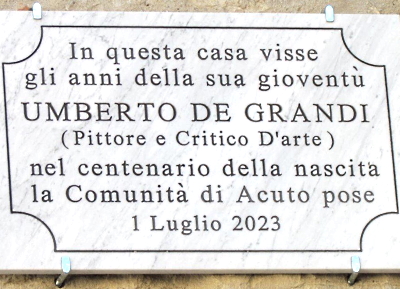 In questa casa visse
gli anni della sua gioventù
UMBERTO DE GRANDI
(Pittore e Critico D'arte)
nel centenario della nascita
la Comunità di Acuto pose
1 Luglio 2023